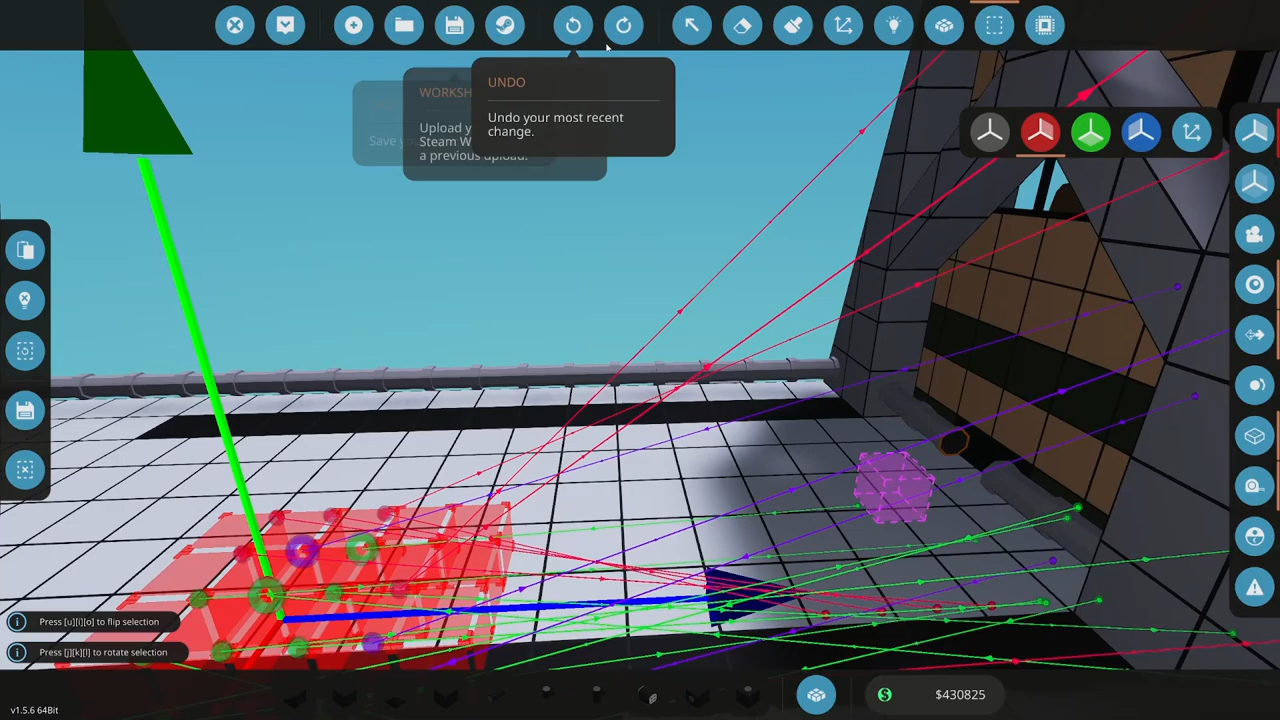 UNDO
Undo your most recent
change.
WORKSH
Upload y
Steam W
a previous upload.
Save
Press [u][i][o] to flip selection
Press [j][k][l] to rotate selection
$430825
v1.5.6 64Bit